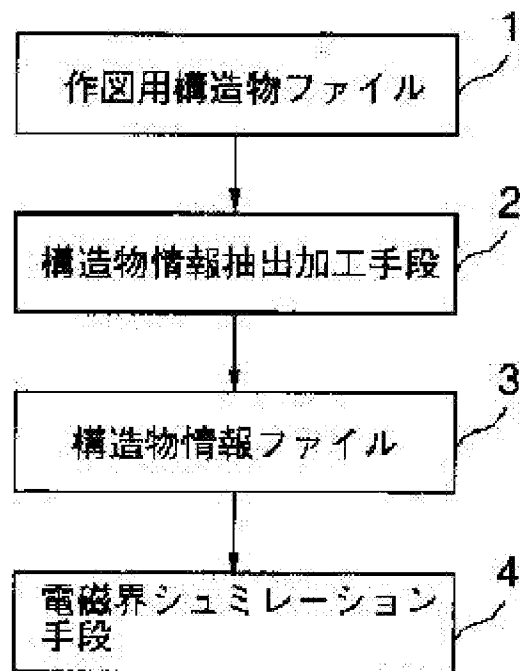 1
作図用構造物ファイル
2
構造物情報抽出加工手段
3
構造物情報ファイル
4
電磁界シュミレーション
手段